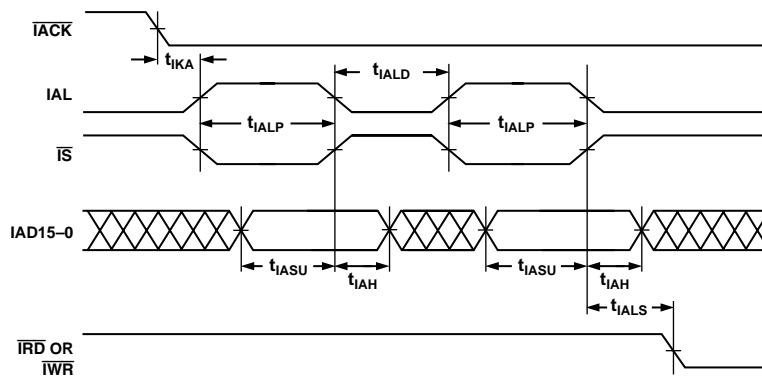 IACK
tIKA
IAL
tIALD
tIALP
tIALP
IS
IAD15–0
tIASU
tIAH
tIASU
tIAH
tIALS
IRD OR
IWR